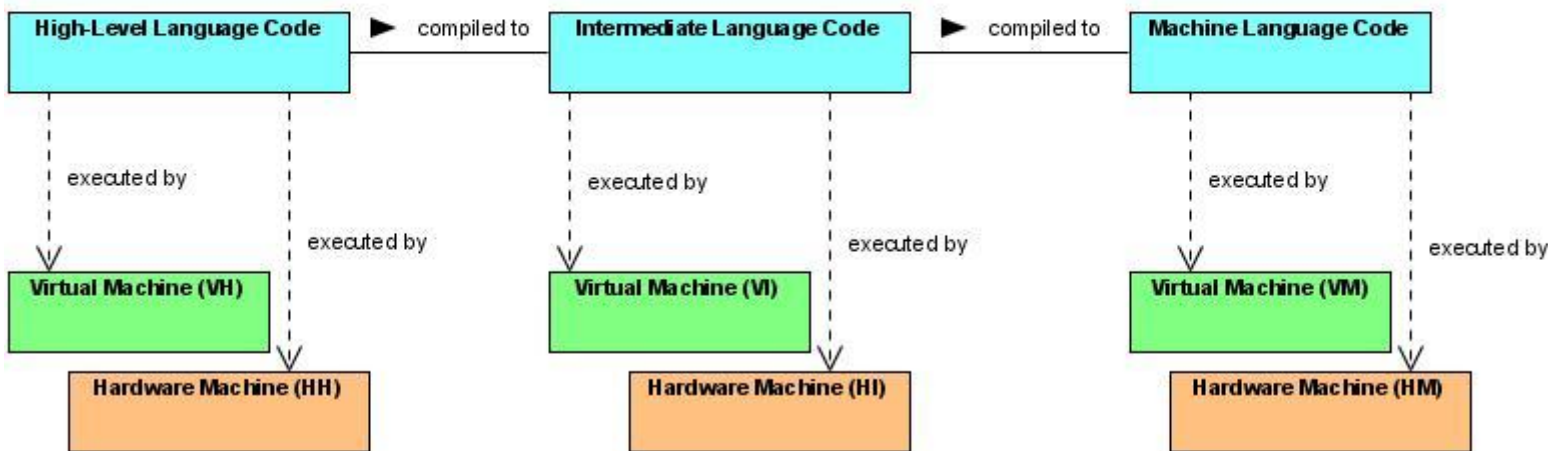 High-Level Language Code
compiled to
Intermediate Language Code
compiled to
Machine Language Code
executed by
executed by
executed by
executed by
executed by
executed by
Virtual Machine (VH)
Virtual Machine (VI)
Virtual Machine (VM)
Hardware Machine (HH)
Hardware Machine (HI)
Hardware Machine (HM)